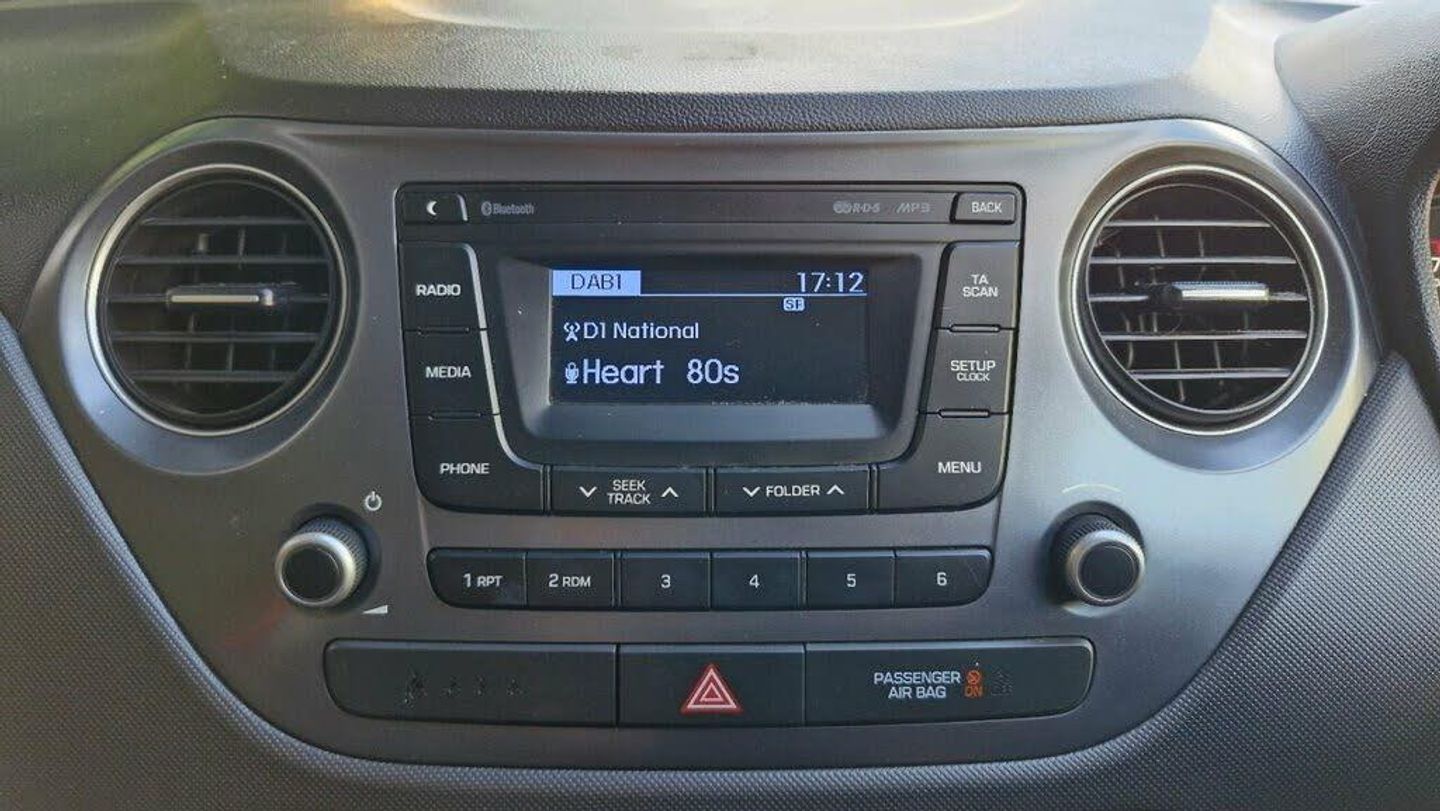 Bluetooth
R·D·S
MP3
BACK
RADIO
DAB1
17:12
TA
SCAN
SF
D1 National
MEDIA
Heart 80s
SETUP
CLOCK
PHONE
SEEK
TRACK
FOLDER
MENU
1 RPT
2 RDM
3
4
5
6
PASSENGER
AIR BAG
ON